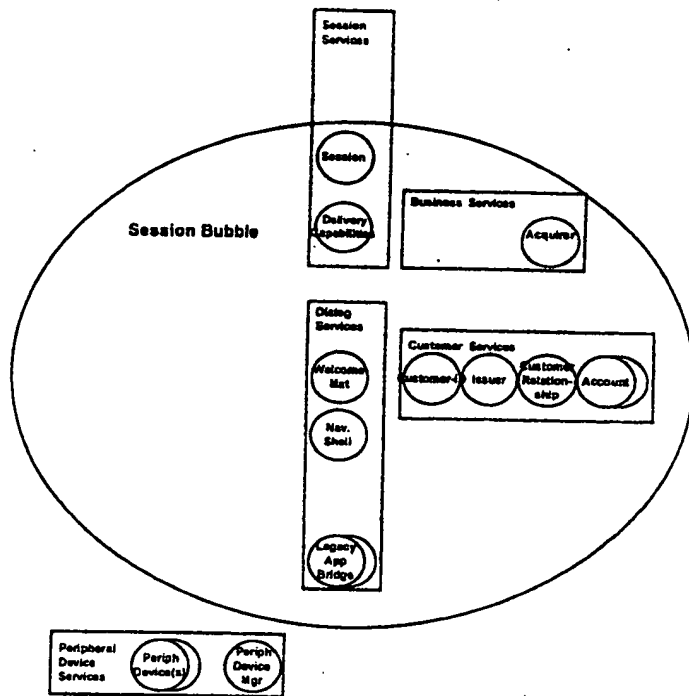 Session
Services
Session
Delivery
Capabilities
Session Bubble
Business Services
Acquirer
Dialog
Services
Welcome
Mat
Nav.
Shell
Legacy
App
Bridge
Customer Services
Issuer
Customer
Relation-
ship
Account
Peripheral
Device
Services
Periph
Device(s)
Periph
Device
Mgr